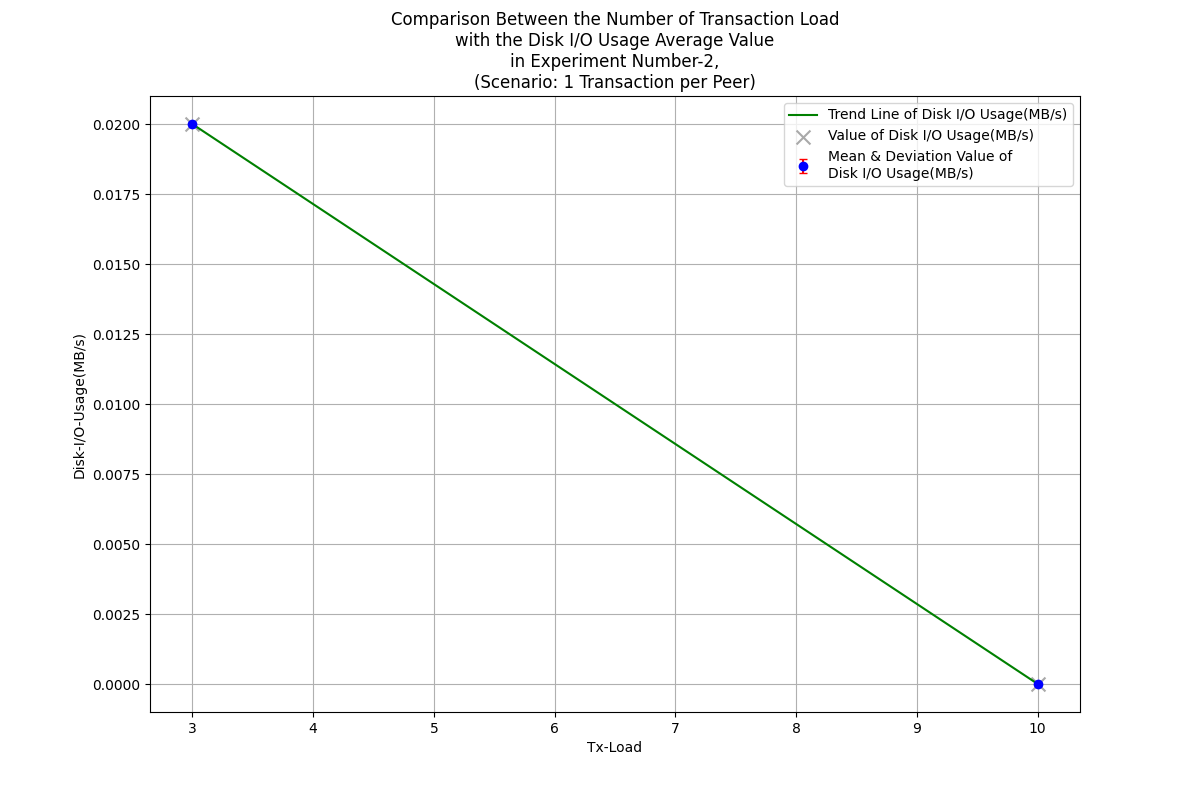 Comparison Between the Number of Transaction Load
with the Disk I/O Usage Average Value
in Experiment Number-2,
(Scenario: 1 Transaction per Peer)
Trend Line of Disk I/O Usage(MB/s)
Value of Disk I/O Usage(MB/s)
Mean & Deviation Value of
Disk I/O Usage(MB/s)
Disk-I/O-Usage(MB/s)
0.0200
0.0175
0.0150
0.0125
0.0100
0.0075
0.0050
0.0025
0.0000
3 4 5 6 7 8 9 10
Tx-Load